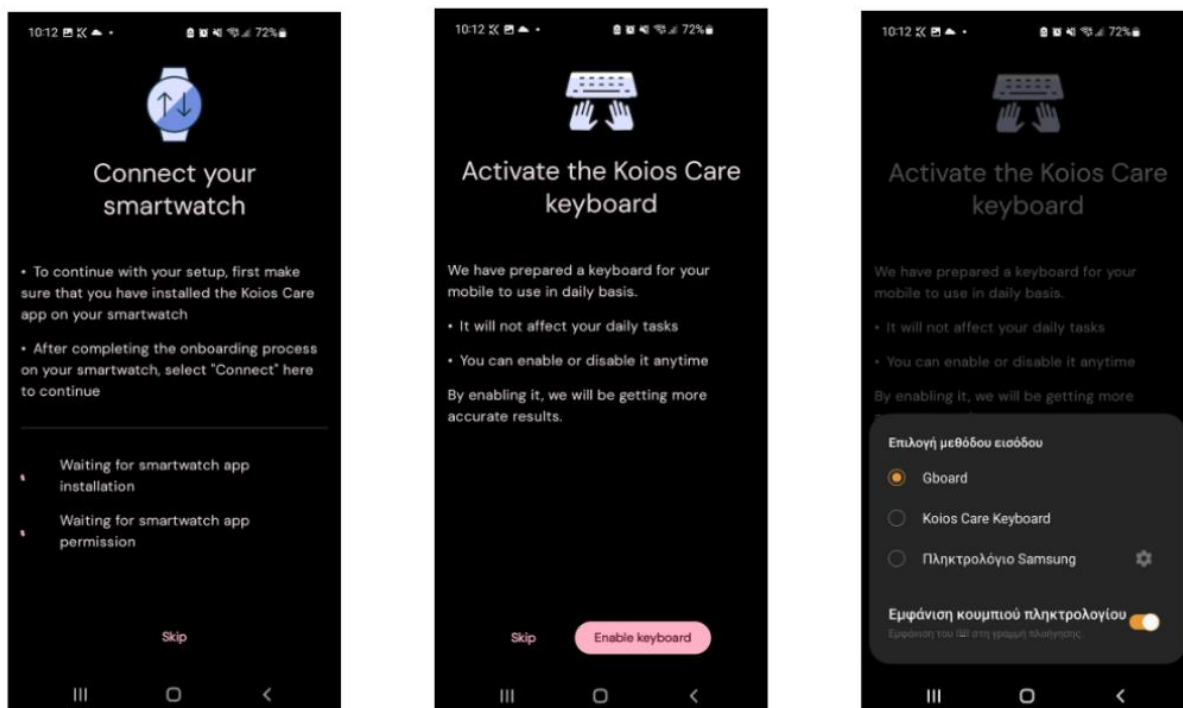 10:12
72%
Connect your
smartwatch
• To continue with your setup, first make
sure that you have installed the Koios Care
app on your smartwatch
• After completing the onboarding process
on your smartwatch, select "Connect" here
to continue
Waiting for smartwatch app
installation
Waiting for smartwatch app
permission
Skip
10:12
72%
Activate the Koios Care
keyboard
We have prepared a keyboard for your
mobile to use in daily basis.
• It will not affect your daily tasks
• You can enable or disable it anytime
By enabling it, we will be getting more
accurate results.
Skip
Enable keyboard
10:12
72%
Activate the Koios Care
keyboard
We have prepared a keyboard for your
mobile to use in daily basis.
• It will not affect your daily tasks
• You can enable or disable it anytime
By enabling it, we will be getting more
Επιλογή μεθόδου εισόδου
Gboard
Koios Care Keyboard
Πληκτρολόγιο Samsung
Εμφάνιση κουμπιού πληκτρολογίου
Εμφάνιση του στη γραμμή πλοήγησης.